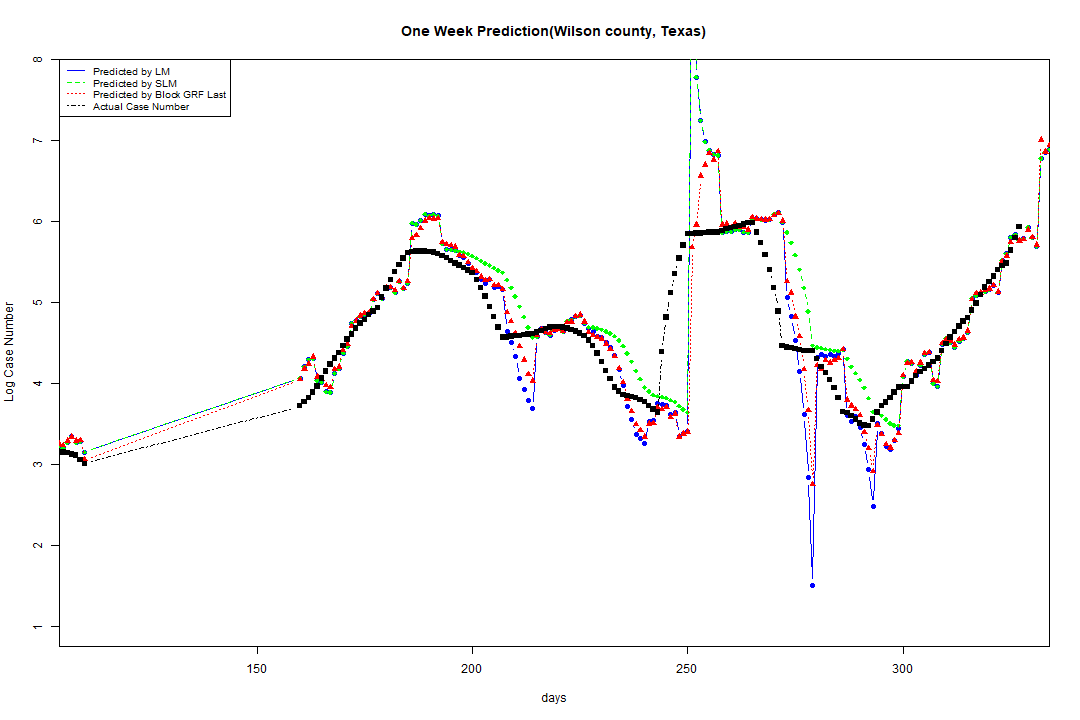 One Week Prediction(Wilson county, Texas)
Predicted by LM
Predicted by SLM
Predicted by Block GRF Last
Actual Case Number
8
7
6
5
4
3
2
1
Log Case Number
150 200 250 300
days